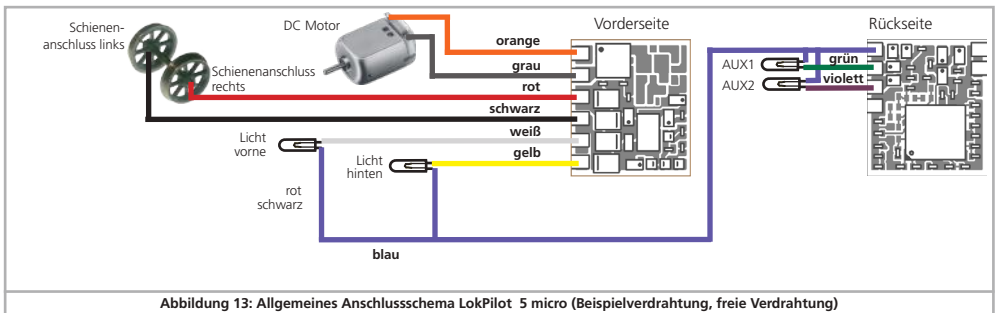 Schienen-
anschluss links
DC Motor
Vorderseite
Rückseite
orange
grau
Schienenanschluss
rechts
rot
schwarz
weiß
gelb
Licht
vorne
Licht
hinten
rot
schwarz
blau
AUX1
grün
AUX2
violett
Abbildung 13: Allgemeines Anschlussschema LokPilot 5 micro (Beispielverdrahtung, freie Verdrahtung)